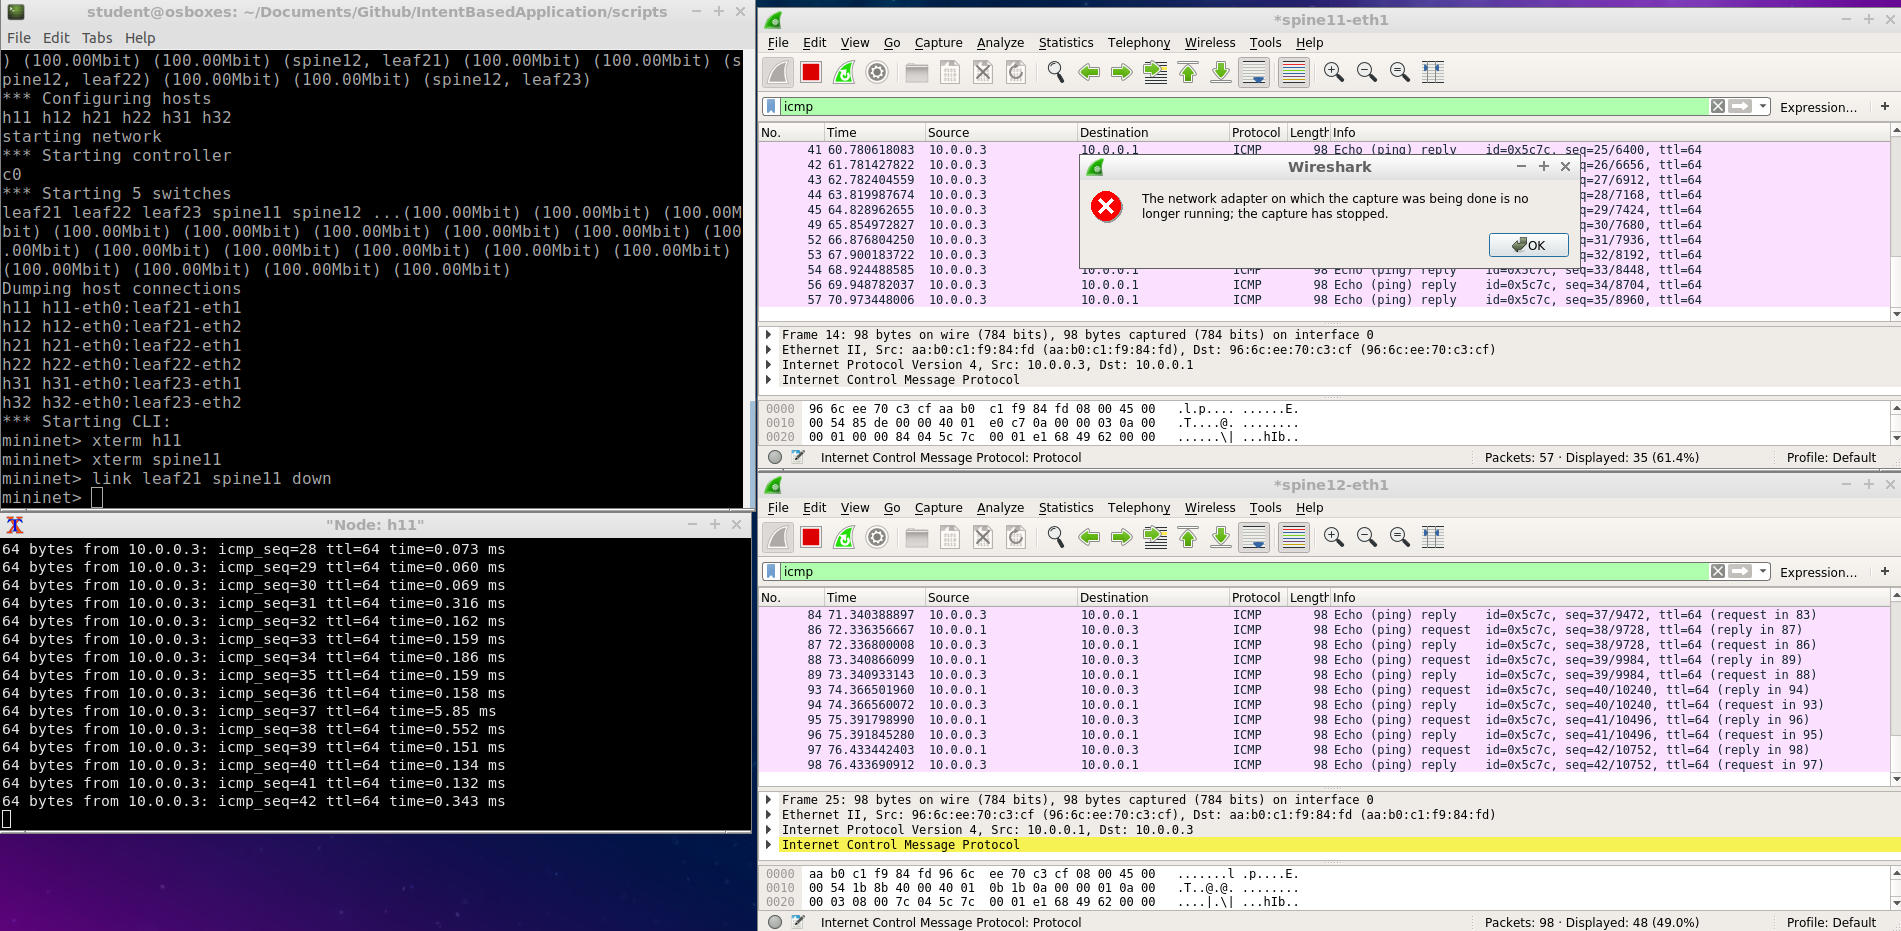 student@osboxes: ~/Documents/Github/IntentBasedApplication/scripts
File Edit Tabs Help
) (100.00Mbit) (100.00Mbit) (spine12, leaf21) (100.00Mbit) (100.00Mbit) (s
pine12, leaf22) (100.00Mbit) (100.00Mbit) (spine12, leaf23)
*** Configuring hosts
h11 h12 h21 h22 h31 h32
starting network
*** Starting controller
c0
*** Starting 5 switches
leaf21 leaf22 leaf23 spine11 spine12 ...(100.00Mbit) (100.00Mbit) (100.00M
bit) (100.00Mbit) (100.00Mbit) (100.00Mbit) (100.00Mbit) (100.00Mbit) (100
.00Mbit) (100.00Mbit) (100.00Mbit) (100.00Mbit) (100.00Mbit) (100.00Mbit)
(100.00Mbit) (100.00Mbit) (100.00Mbit) (100.00Mbit)
Dumping host connections
h11 h11-eth0:leaf21-eth1
h12 h12-eth0:leaf21-eth2
h21 h21-eth0:leaf22-eth1
h22 h22-eth0:leaf22-eth2
h31 h31-eth0:leaf23-eth1
h32 h32-eth0:leaf23-eth2
*** Starting CLI:
mininet> xterm h11
mininet> xterm spine11
mininet> link leaf21 spine11 down
mininet>
"Node: h11"
64 bytes from 10.0.0.3: icmp_seq=28 ttl=64 time=0.073 ms
64 bytes from 10.0.0.3: icmp_seq=29 ttl=64 time=0.060 ms
64 bytes from 10.0.0.3: icmp_seq=30 ttl=64 time=0.069 ms
64 bytes from 10.0.0.3: icmp_seq=31 ttl=64 time=0.316 ms
64 bytes from 10.0.0.3: icmp_seq=32 ttl=64 time=0.162 ms
64 bytes from 10.0.0.3: icmp_seq=33 ttl=64 time=0.159 ms
64 bytes from 10.0.0.3: icmp_seq=34 ttl=64 time=0.186 ms
64 bytes from 10.0.0.3: icmp_seq=35 ttl=64 time=0.159 ms
64 bytes from 10.0.0.3: icmp_seq=36 ttl=64 time=0.158 ms
64 bytes from 10.0.0.3: icmp_seq=37 ttl=64 time=5.85 ms
64 bytes from 10.0.0.3: icmp_seq=38 ttl=64 time=0.552 ms
64 bytes from 10.0.0.3: icmp_seq=39 ttl=64 time=0.151 ms
64 bytes from 10.0.0.3: icmp_seq=40 ttl=64 time=0.134 ms
64 bytes from 10.0.0.3: icmp_seq=41 ttl=64 time=0.132 ms
64 bytes from 10.0.0.3: icmp_seq=42 ttl=64 time=0.343 ms
*spine11-eth1
File Edit View Go Capture Analyze Statistics Telephony Wireless Tools Help
icmp Expression... +
No. Time Source Destination Protocol Length Info
41 60.780618083 10.0.0.3 10.0.0.1 ICMP 98 Echo (ping) reply id=0x5c7c, seq=25/6400, ttl=64
42 61.781427822 10.0.0.3 seq=26/6656, ttl=64
43 62.782404559 10.0.0.3 seq=27/6912, ttl=64
44 63.819987674 10.0.0.3 seq=28/7168, ttl=64
45 64.828962655 10.0.0.3 seq=29/7424, ttl=64
49 65.854972827 10.0.0.3 seq=30/7680, ttl=64
52 66.876804250 10.0.0.3 seq=31/7936, ttl=64
53 67.900183722 10.0.0.3 seq=32/8192, ttl=64
54 68.924488585 10.0.0.3 10.0.0.1 ICMP 98 Echo (ping) reply id=0x5c7c, seq=33/8448, ttl=64
56 69.948782037 10.0.0.3 10.0.0.1 ICMP 98 Echo (ping) reply id=0x5c7c, seq=34/8704, ttl=64
57 70.973448006 10.0.0.3 10.0.0.1 ICMP 98 Echo (ping) reply id=0x5c7c, seq=35/8960, ttl=64
Wireshark
The network adapter on which the capture was being done is no
longer running; the capture has stopped.
OK
Frame 14: 98 bytes on wire (784 bits), 98 bytes captured (784 bits) on interface 0
Ethernet II, Src: aa:b0:c1:f9:84:fd (aa:b0:c1:f9:84:fd), Dst: 96:6c:ee:70:c3:cf (96:6c:ee:70:c3:cf)
Internet Protocol Version 4, Src: 10.0.0.3, Dst: 10.0.0.1
Internet Control Message Protocol
0000 96 6c ee 70 c3 cf aa b0 c1 f9 84 fd 08 00 45 00 .l.p.... ......E.
0010 00 54 85 de 00 00 40 01 e0 c7 0a 00 00 03 0a 00 .T....@. ........
0020 00 01 00 00 84 04 5c 7c 00 01 e1 68 49 62 00 00 ......\| ...hIb..
Internet Control Message Protocol: Protocol Packets: 57 · Displayed: 35 (61.4%) Profile: Default
*spine12-eth1
File Edit View Go Capture Analyze Statistics Telephony Wireless Tools Help
icmp Expression... +
No. Time Source Destination Protocol Length Info
84 71.340388897 10.0.0.3 10.0.0.1 ICMP 98 Echo (ping) reply id=0x5c7c, seq=37/9472, ttl=64 (request in 83)
86 72.336356667 10.0.0.1 10.0.0.3 ICMP 98 Echo (ping) request id=0x5c7c, seq=38/9728, ttl=64 (reply in 87)
87 72.336800008 10.0.0.3 10.0.0.1 ICMP 98 Echo (ping) reply id=0x5c7c, seq=38/9728, ttl=64 (request in 86)
88 73.340866099 10.0.0.1 10.0.0.3 ICMP 98 Echo (ping) request id=0x5c7c, seq=39/9984, ttl=64 (reply in 89)
89 73.340933143 10.0.0.3 10.0.0.1 ICMP 98 Echo (ping) reply id=0x5c7c, seq=39/9984, ttl=64 (request in 88)
93 74.366501960 10.0.0.1 10.0.0.3 ICMP 98 Echo (ping) request id=0x5c7c, seq=40/10240, ttl=64 (reply in 94)
94 74.366560072 10.0.0.3 10.0.0.1 ICMP 98 Echo (ping) reply id=0x5c7c, seq=40/10240, ttl=64 (request in 93)
95 75.391798990 10.0.0.1 10.0.0.3 ICMP 98 Echo (ping) request id=0x5c7c, seq=41/10496, ttl=64 (reply in 96)
96 75.391845280 10.0.0.3 10.0.0.1 ICMP 98 Echo (ping) reply id=0x5c7c, seq=41/10496, ttl=64 (request in 95)
97 76.433442403 10.0.0.1 10.0.0.3 ICMP 98 Echo (ping) request id=0x5c7c, seq=42/10752, ttl=64 (reply in 98)
98 76.433690912 10.0.0.3 10.0.0.1 ICMP 98 Echo (ping) reply id=0x5c7c, seq=42/10752, ttl=64 (request in 97)
Frame 25: 98 bytes on wire (784 bits), 98 bytes captured (784 bits) on interface 0
Ethernet II, Src: 96:6c:ee:70:c3:cf (96:6c:ee:70:c3:cf), Dst: aa:b0:c1:f9:84:fd (aa:b0:c1:f9:84:fd)
Internet Protocol Version 4, Src: 10.0.0.1, Dst: 10.0.0.3
Internet Control Message Protocol
0000 aa b0 c1 f9 84 fd 96 6c ee 70 c3 cf 08 00 45 00 .......l .p....E.
0010 00 54 1b 8b 40 00 40 01 0b 1b 0a 00 00 01 0a 00 .T..@.@. ........
0020 00 03 08 00 7c 04 5c 7c 00 01 e1 68 49 62 00 00 ....|.\| ...hIb..
Internet Control Message Protocol: Protocol Packets: 98 · Displayed: 48 (49.0%) Profile: Default